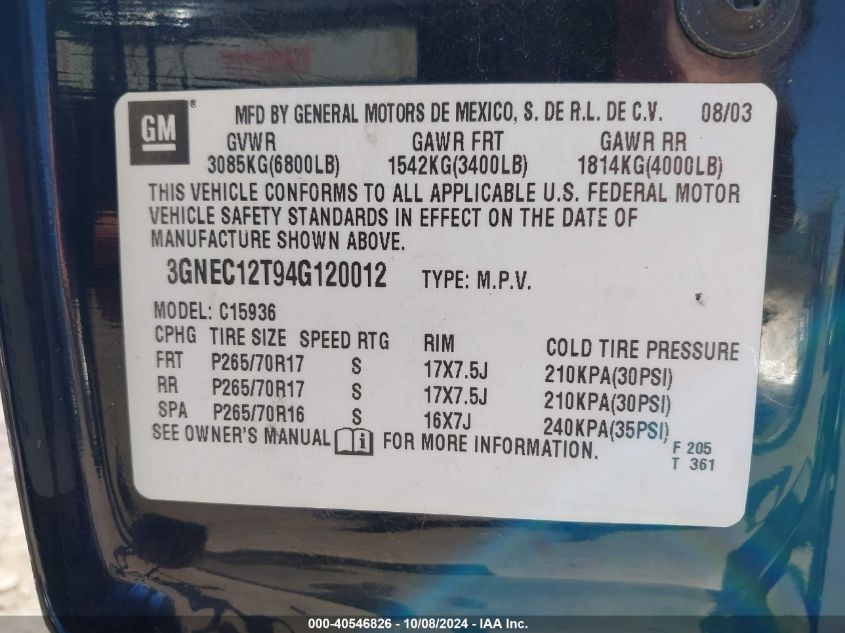 GM ® MFD BY GENERAL MOTORS DE MEXICO, S. DE R.L. DE C.V. 08/03
GVWR GAWR FRT GAWR RR
3085KG(6800LB) 1542KG(3400LB) 1814KG(4000LB)
THIS VEHICLE CONFORMS TO ALL APPLICABLE U.S. FEDERAL MOTOR
VEHICLE SAFETY STANDARDS IN EFFECT ON THE DATE OF
MANUFACTURE SHOWN ABOVE.
3GNEC12T94G120012 TYPE: M.P.V.
MODEL: C15936
CPHG TIRE SIZE SPEED RTG RIM COLD TIRE PRESSURE
FRT P265/70R17 S 17X7.5J 210KPA(30PSI)
RR P265/70R17 S 17X7.5J 210KPA(30PSI)
SPA P265/70R16 S 16X7J 240KPA(35PSI)
SEE OWNER'S MANUAL i FOR MORE INFORMATION.
F 205
T 361
000-40546826 - 10/08/2024 - IAA, Inc.